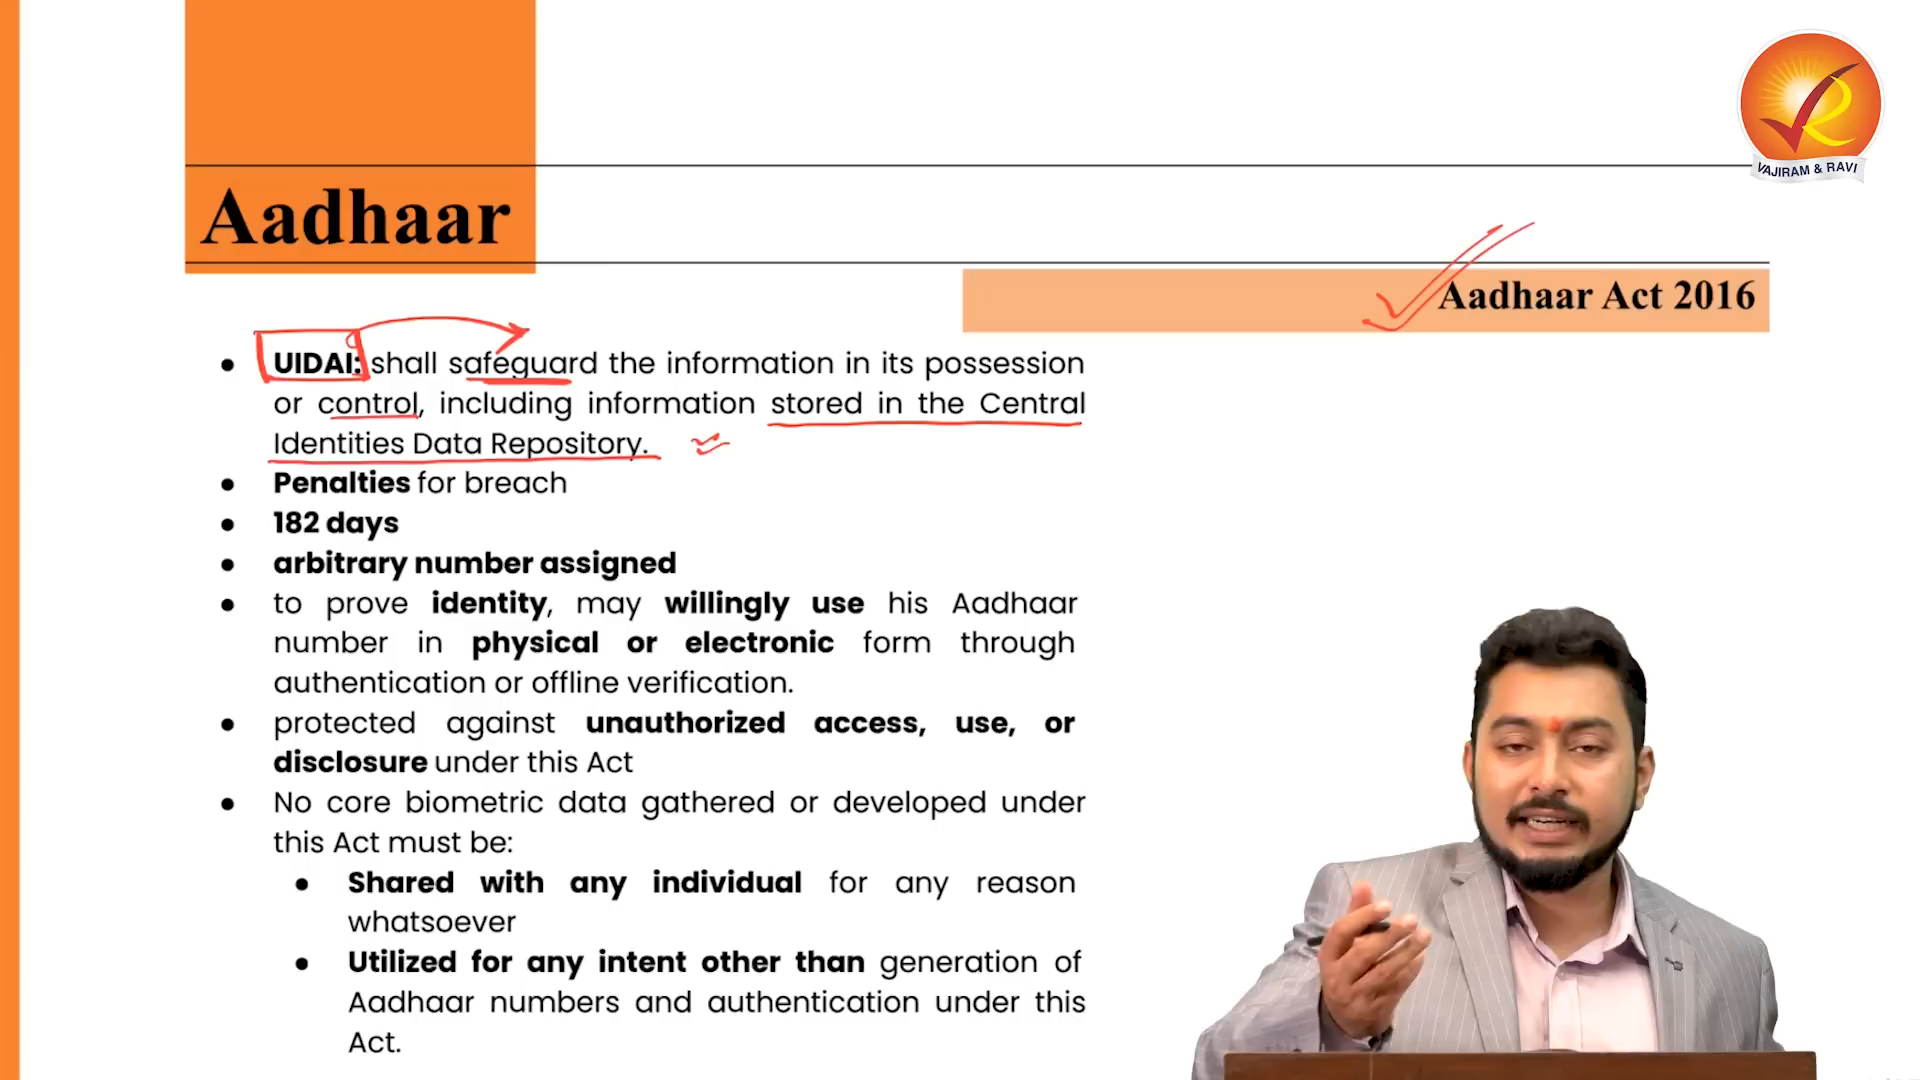 VAJIRAM & RAVI
Aadhaar
Aadhaar Act 2016
● UIDAI: shall safeguard the information in its possession
or control, including information stored in the Central
Identities Data Repository.
● Penalties for breach
● 182 days
● arbitrary number assigned
● to prove identity, may willingly use his Aadhaar
number in physical or electronic form through
authentication or offline verification.
● protected against unauthorized access, use, or
disclosure under this Act
● No core biometric data gathered or developed under
this Act must be:
● Shared with any individual for any reason
whatsoever
● Utilized for any intent other than generation of
Aadhaar numbers and authentication under this
Act.